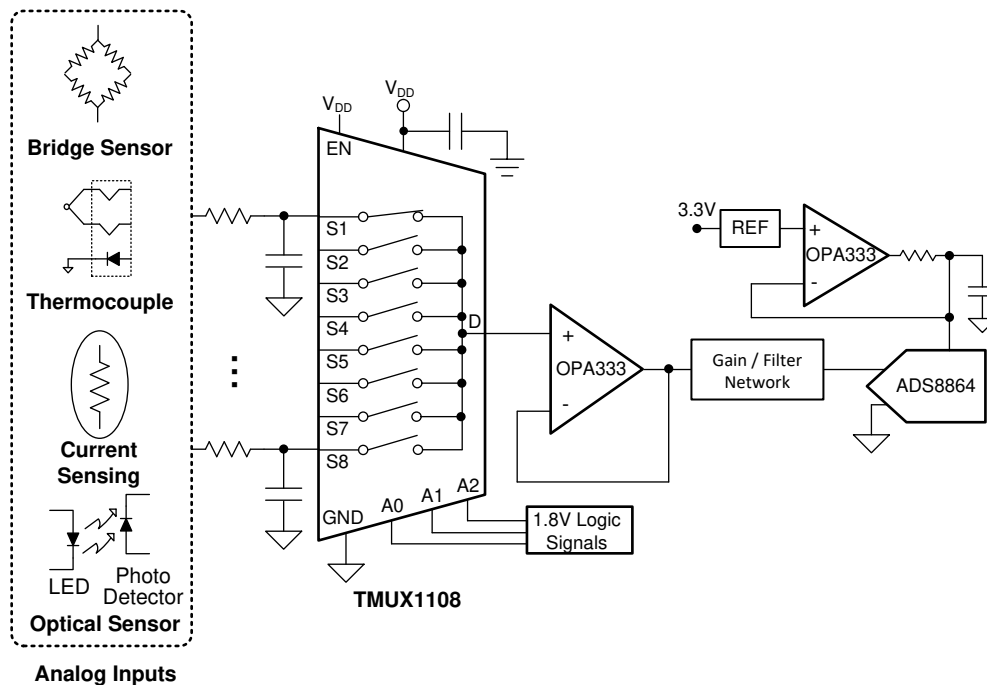 Bridge Sensor
Thermocouple
Current
Sensing
LED
Photo
Detector
Optical Sensor
Analog Inputs
VDD
VDD
EN
S1
S2
S3
S4
S5
S6
S7
S8
D
GND
A0
A1
A2
TMUX1108
1.8V Logic
Signals
+
OPA333
-
Gain / Filter
Network
3.3V
REF
+
OPA333
-
ADS8864